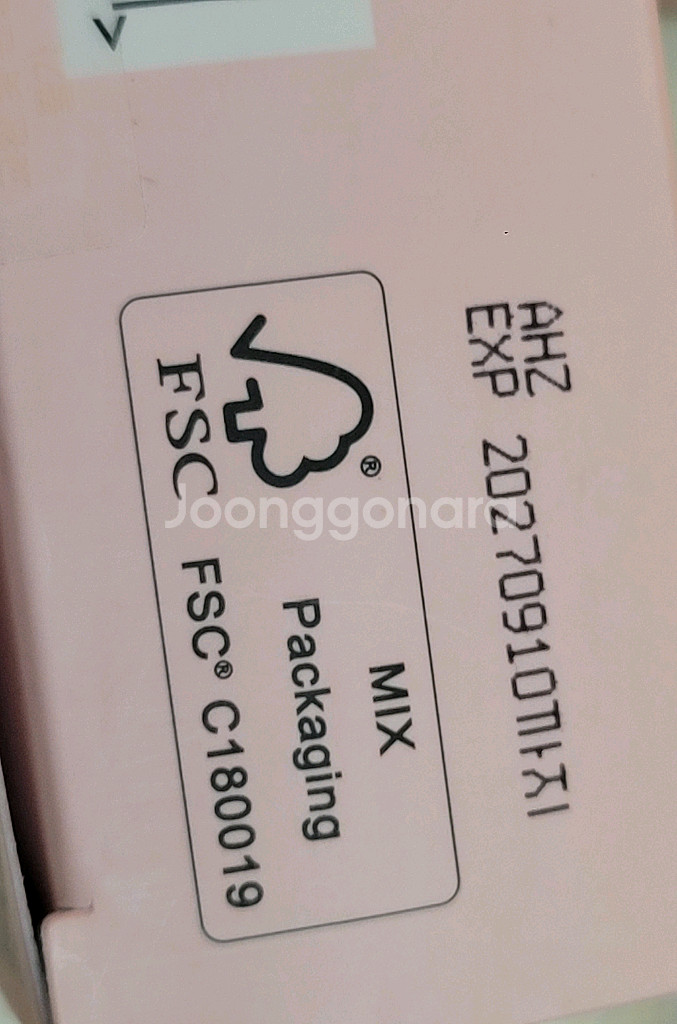 AHZ
EXP 20270910까지
MIX
Packaging
FSC® C180019
®
FSC
Joonggonara